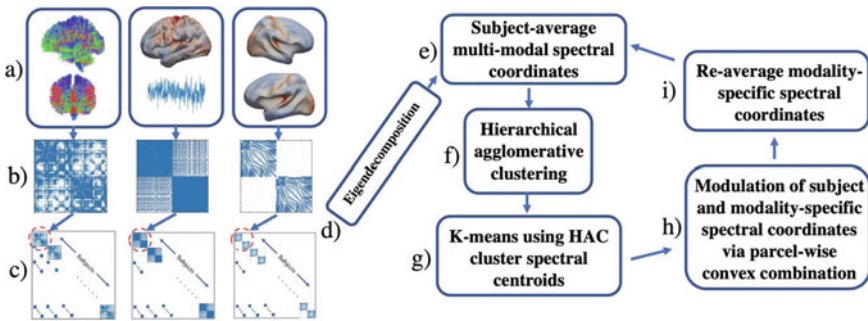 a)
b)
c)
Subjects
Subjects
Subjects
d)
Eigendecomposition
e)
Subject-average
multi-modal spectral
coordinates
f)
Hierarchical
agglomerative
clustering
g)
K-means using HAC
cluster spectral
centroids
h)
Modulation of subject
and modality-specific
spectral coordinates
via parcel-wise
convex combination
i)
Re-average modality-
specific spectral
coordinates